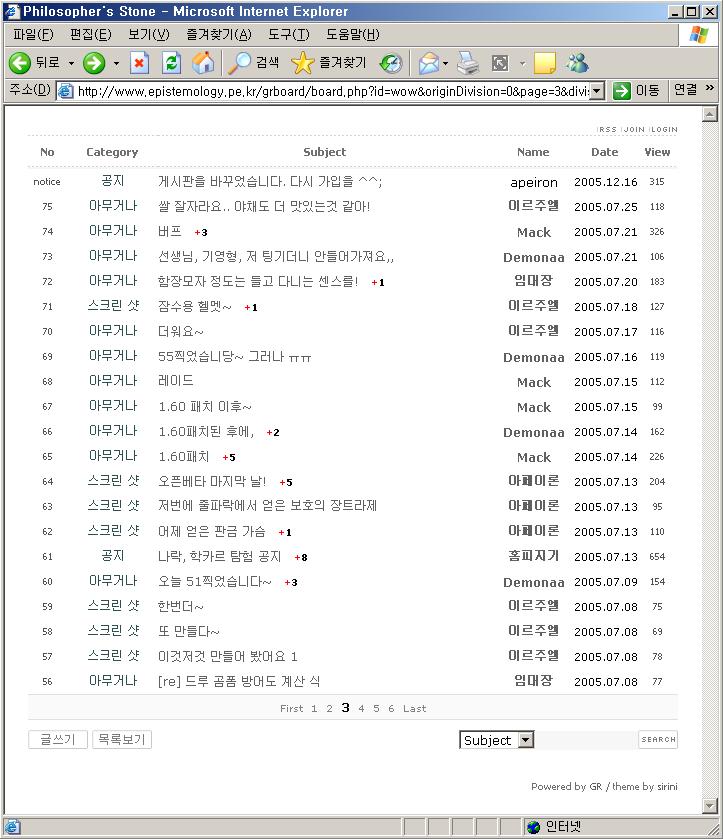 Philosopher's Stone - Microsoft Internet Explorer
파일(F) 편집(E) 보기(V) 즐겨찾기(A) 도구(T) 도움말(H)
뒤로 검색 즐겨찾기
주소(D) http://www.epistemology.pe.kr/grboard/board.php?id=wow&originDivision=0&page=3&divi: 이동 연결 »
RSS JOIN LOGIN
No Category Subject Name Date View
notice 공지 게시판을 바꾸었습니다. 다시 가입을 ^^; apeiron 2005.12.16 315
75 아무거나 쌀 잘자라요.. 야채도 더 맛있는것 같아! 이르주엘 2005.07.25 118
74 아무거나 버프 +3 Mack 2005.07.21 326
73 아무거나 선생님, 기영형, 저 팅기더니 안들어가져요,, Demonaa 2005.07.21 106
72 아무거나 함장모자 정도는 들고 다니는 센스를! +1 임대장 2005.07.20 183
71 스크린 샷 잠수용 헬멧~ +1 이르주엘 2005.07.18 127
70 아무거나 더워요~ 이르주엘 2005.07.17 116
69 아무거나 55찍었습니당~ 그러나 ㅠㅠ Demonaa 2005.07.16 119
68 아무거나 레이드 Mack 2005.07.15 112
67 아무거나 1.60 패치 이후~ Mack 2005.07.15 99
66 아무거나 1.60패치된 후에, +2 Demonaa 2005.07.14 162
65 아무거나 1.60패치 +5 Mack 2005.07.14 226
64 스크린 샷 오픈베타 마지막 날! +5 아페이론 2005.07.13 204
63 스크린 샷 저번에 줄파락에서 얻은 보호의 장트라제 아페이론 2005.07.13 95
62 스크린 샷 어제 얻은 판금 가슴 +1 아페이론 2005.07.13 110
61 공지 나락, 학카르 탐험 공지 +8 홈피지기 2005.07.13 654
60 아무거나 오늘 51찍었습니다~ +3 Demonaa 2005.07.09 154
59 스크린 샷 한번더~ 이르주엘 2005.07.08 75
58 스크린 샷 또 만들다~ 이르주엘 2005.07.08 69
57 스크린 샷 이것저것 만들어 봤어요 1 이르주엘 2005.07.08 78
56 아무거나 [re] 드루 곰폼 방어도 계산 식 임대장 2005.07.08 77
First 1 2 3 4 5 6 Last
글쓰기 목록보기 Subject SEARCH
Powered by GR / theme by sirini
인터넷